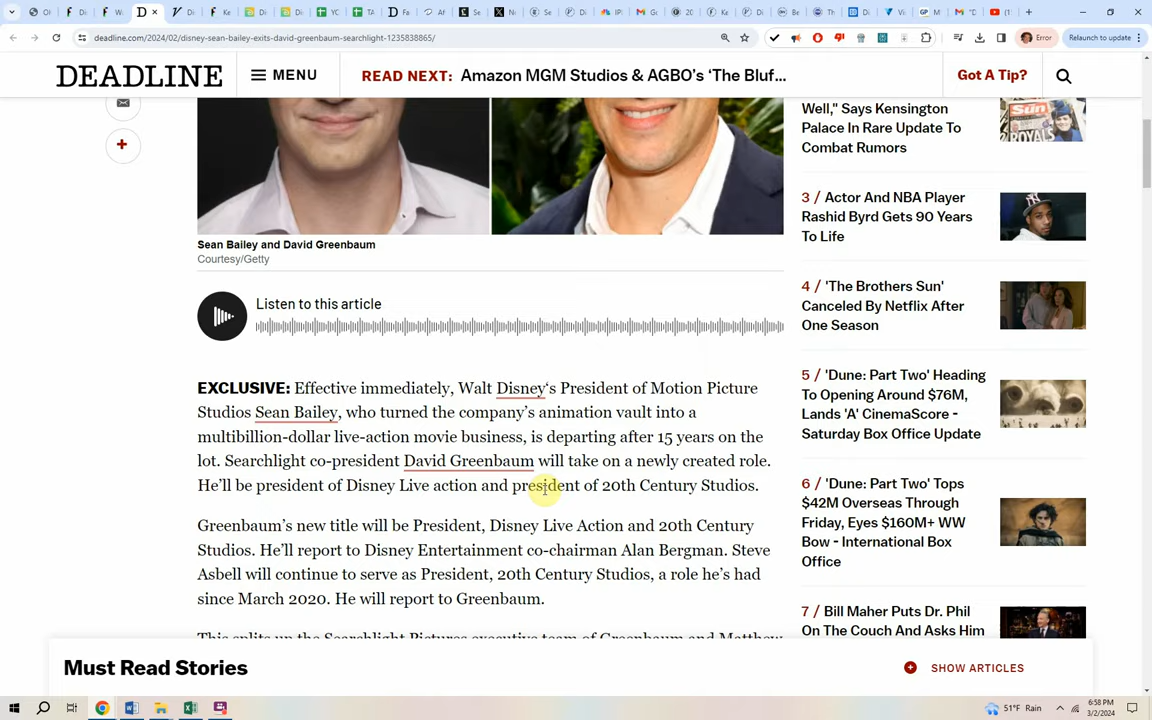 deadline.com/2024/02/disney-sean-bailey-exits-david-greenbaum-searchlight-1235838865/
Error
Relaunch to update
DEADLINE
MENU
READ NEXT: Amazon MGM Studios & AGBO's 'The Bluf...
Got A Tip?
Sean Bailey and David Greenbaum
Courtesy/Getty
Listen to this article
EXCLUSIVE: Effective immediately, Walt Disney‘s President of Motion Picture
Studios Sean Bailey, who turned the company’s animation vault into a
multibillion-dollar live-action movie business, is departing after 15 years on the
lot. Searchlight co-president David Greenbaum will take on a newly created role.
He’ll be president of Disney Live action and president of 20th Century Studios.
Greenbaum’s new title will be President, Disney Live Action and 20th Century
Studios. He’ll report to Disney Entertainment co-chairman Alan Bergman. Steve
Asbell will continue to serve as President, 20th Century Studios, a role he’s had
since March 2020. He will report to Greenbaum.
This splits up the Searchlight Pictures executive team of Greenbaum and Matthew
Well," Says Kensington
Palace In Rare Update To
Combat Rumors
3 / Actor And NBA Player
Rashid Byrd Gets 90 Years
To Life
4 / 'The Brothers Sun'
Canceled By Netflix After
One Season
5 / 'Dune: Part Two' Heading
To Opening Around $76M,
Lands 'A' CinemaScore -
Saturday Box Office Update
6 / 'Dune: Part Two' Tops
$42M Overseas Through
Friday, Eyes $160M+ WW
Bow - International Box
Office
7 / Bill Maher Puts Dr. Phil
On The Couch And Asks Him
Must Read Stories
SHOW ARTICLES
51°F Rain
6:58 PM
3/2/2024